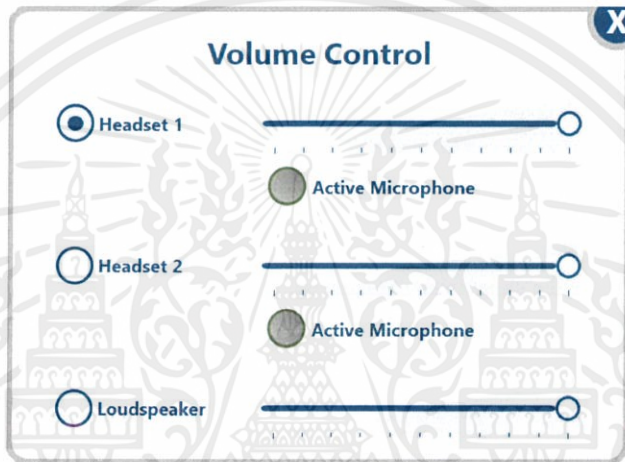 X
Volume Control
Headset 1
Active Microphone
Headset 2
Active Microphone
Loudspeaker